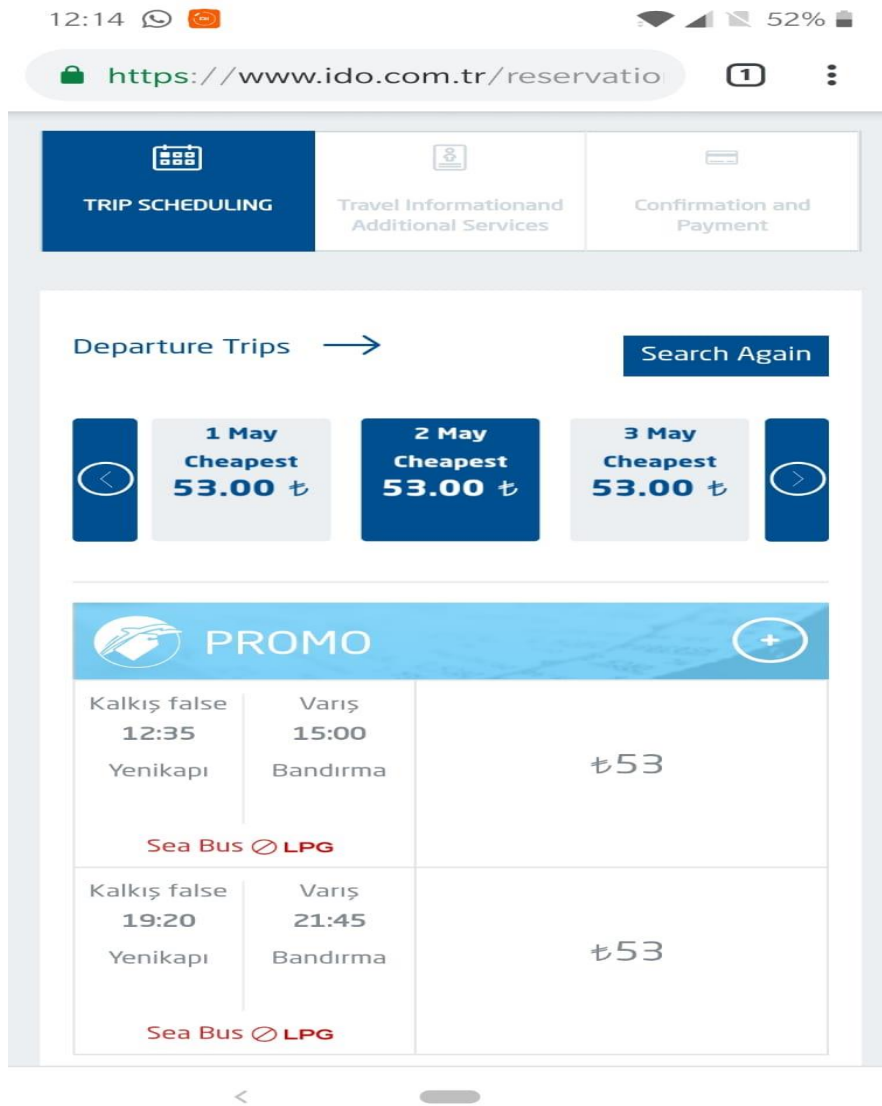 12:14
52%
https://www.ido.com.tr/reservatio
1
TRIP SCHEDULING
Travel Informationand
Additional Services
Confirmation and
Payment
Departure Trips
Search Again
1 May
Cheapest
53.00 ₺
2 May
Cheapest
53.00 ₺
3 May
Cheapest
53.00 ₺
PROMO
Kalkış false
12:35
Yenikapı
Varış
15:00
Bandırma
Sea Bus LPG
₺53
Kalkış false
19:20
Yenikapı
Varış
21:45
Bandırma
Sea Bus LPG
₺53